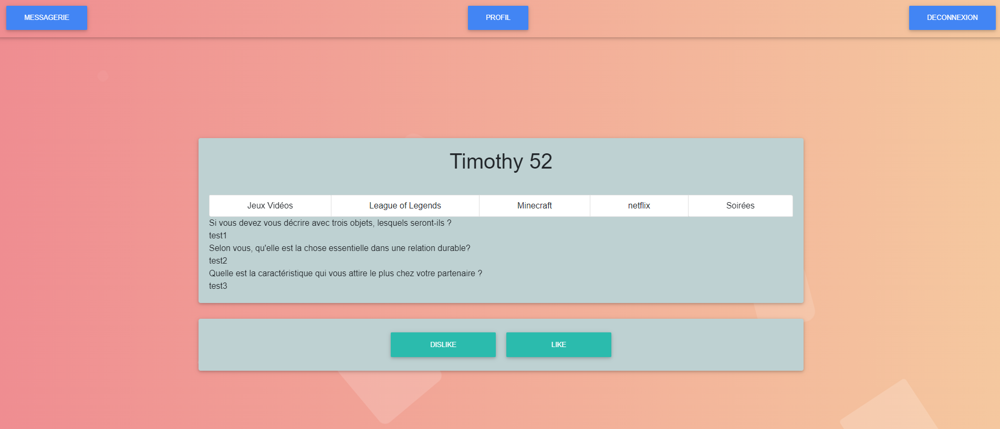 MESSAGERIE
PROFIL
DECONNEXION
Timothy 52
Jeux Vidéos
League of Legends
Minecraft
netflix
Soirées
Si vous devez vous décrire avec trois objets, lesquels seront-ils ?
test1
Selon vous, qu'elle est la chose essentielle dans une relation durable?
test2
Quelle est la caractéristique qui vous attire le plus chez votre partenaire ?
test3
DISLIKE
LIKE